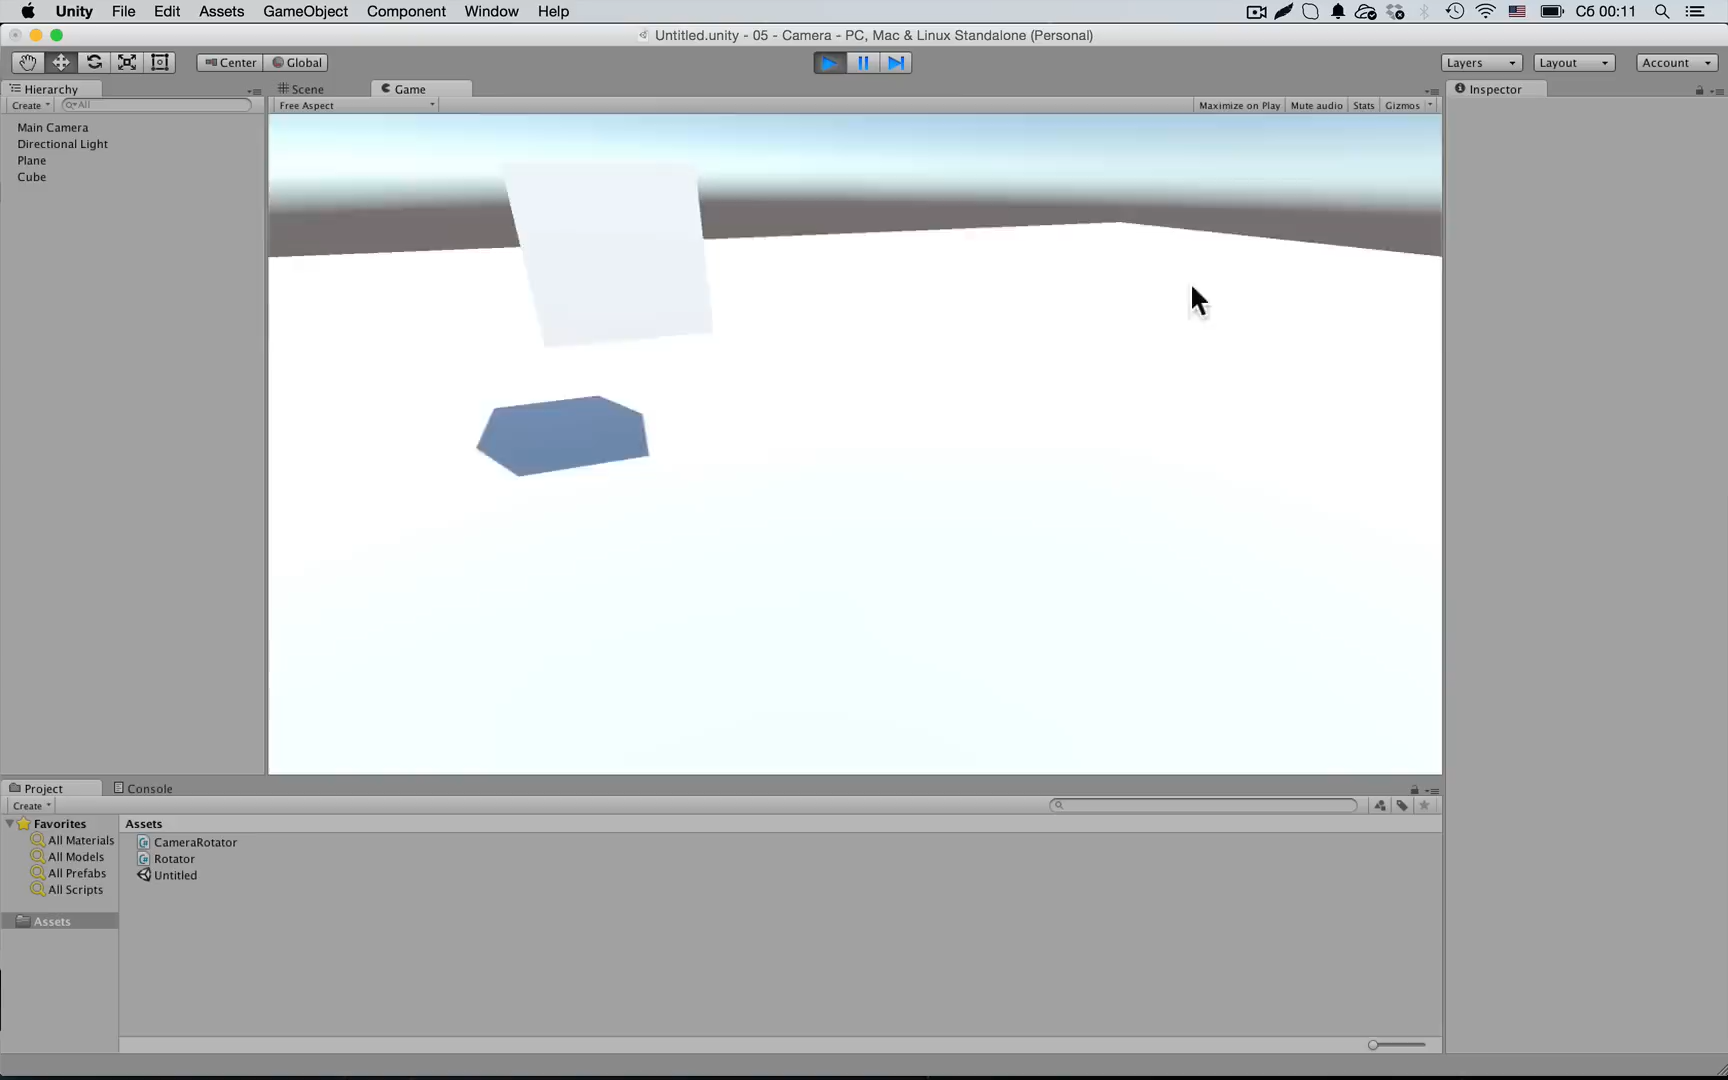 Unity File Edit Assets GameObject Component Window Help Сб 00:11
Untitled.unity - 05 - Camera - PC, Mac & Linux Standalone (Personal)
Center Global Layers Layout Account
Hierarchy Scene Game Inspector
Create All Free Aspect Maximize on Play Mute audio Stats Gizmos
Main Camera
Directional Light
Plane
Cube
Project Console
Create
Favorites Assets
All Materials CameraRotator
All Models Rotator
All Prefabs Untitled
All Scripts
Assets